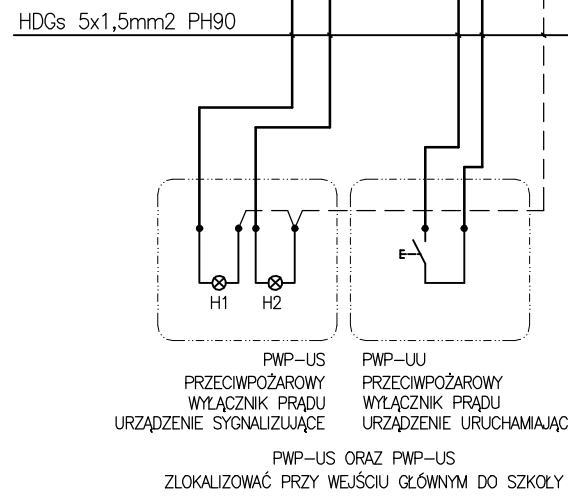 HDGs 5x1,5mm2 PH90
H1
H2
PWP-US
PRZECIWPOŻAROWY
WYŁĄCZNIK PRĄDU
URZĄDZENIE SYGNALIZUJĄCE
PWP-UU
PRZECIWPOŻAROWY
WYŁĄCZNIK PRĄDU
URZĄDZENIE URUCHAMIAJĄC
PWP-US ORAZ PWP-US
ZLOKALIZOWAĆ PRZY WEJŚCIU GŁÓWNYM DO SZKOŁY